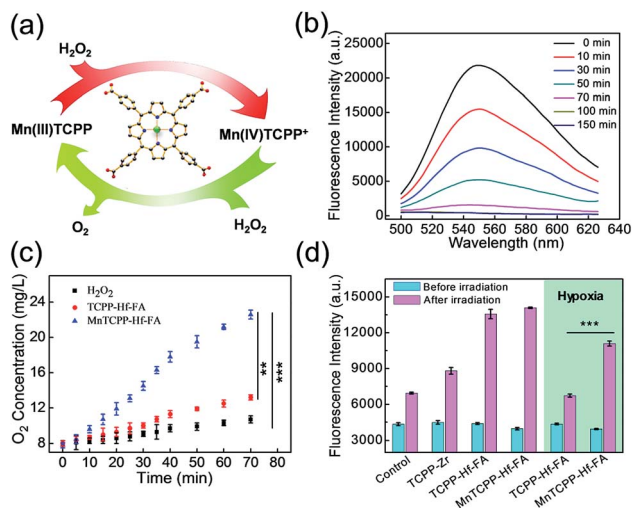 (a)
H2O2
Mn(III)TCPP
Mn(IV)TCPP+
O2
H2O2
(b)
Fluorescence Intensity (a.u.)
25000
20000
15000
10000
5000
0
0 min
10 min
30 min
50 min
70 min
100 min
150 min
500 520 540 560 580 600 620 640
Wavelength (nm)
(c)
O2 Concentration (mg/L)
24
20
16
12
8
H2O2
TCPP-Hf-FA
MnTCPP-Hf-FA
**
***
0 10 20 30 40 50 60 70 80
Time (min)
(d)
Fluorescence Intensity (a.u.)
15000
12000
9000
6000
3000
Before irradiation
After irradiation
Hypoxia
***
Control
TCPP-Zr
TCPP-Hf-FA
MnTCPP-Hf-FA
TCPP-Hf-FA
MnTCPP-Hf-FA